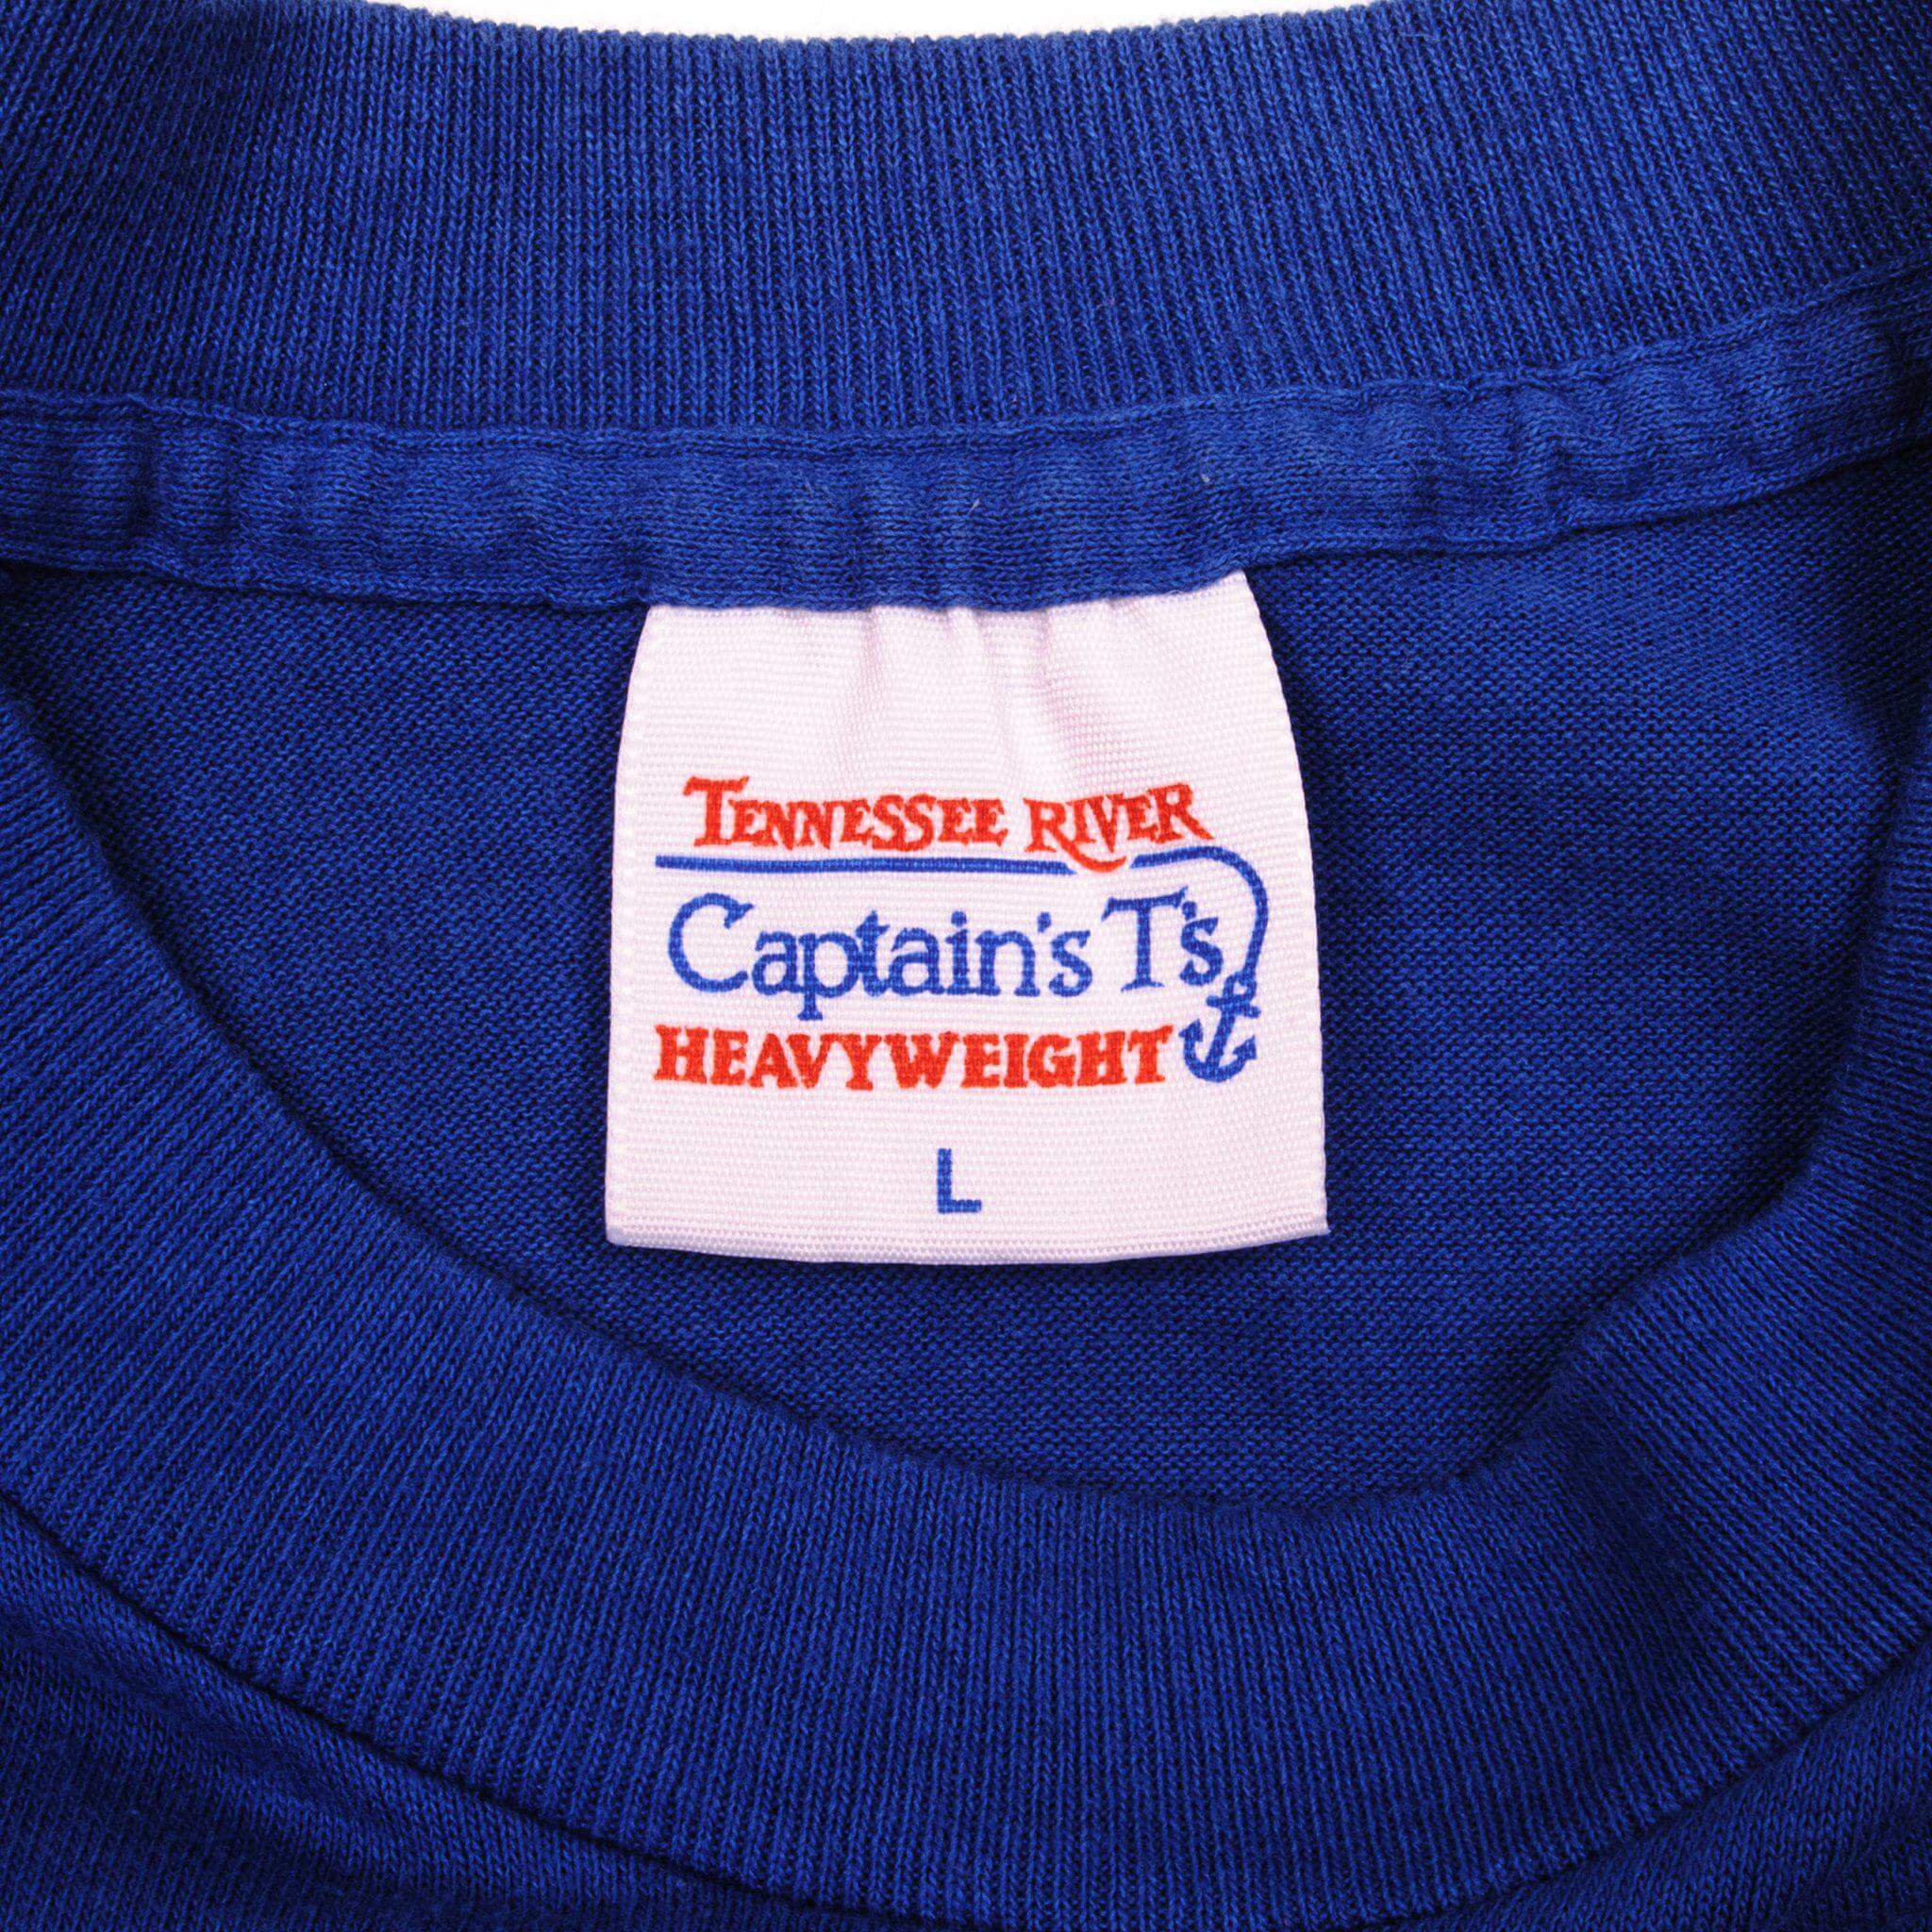 TENNESSEE RIVER
Captain's T's
HEAVYWEIGHT
L